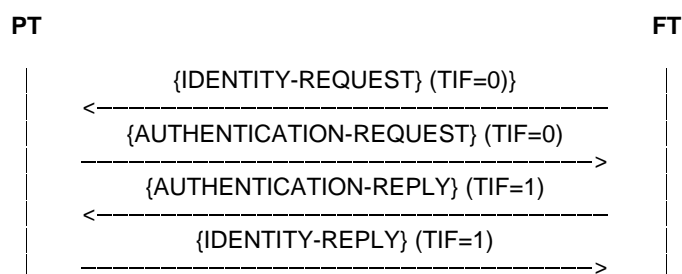 PT FT
{IDENTITY-REQUEST} (TIF=0)}
{AUTHENTICATION-REQUEST} (TIF=0)
{AUTHENTICATION-REPLY} (TIF=1)
{IDENTITY-REPLY} (TIF=1)